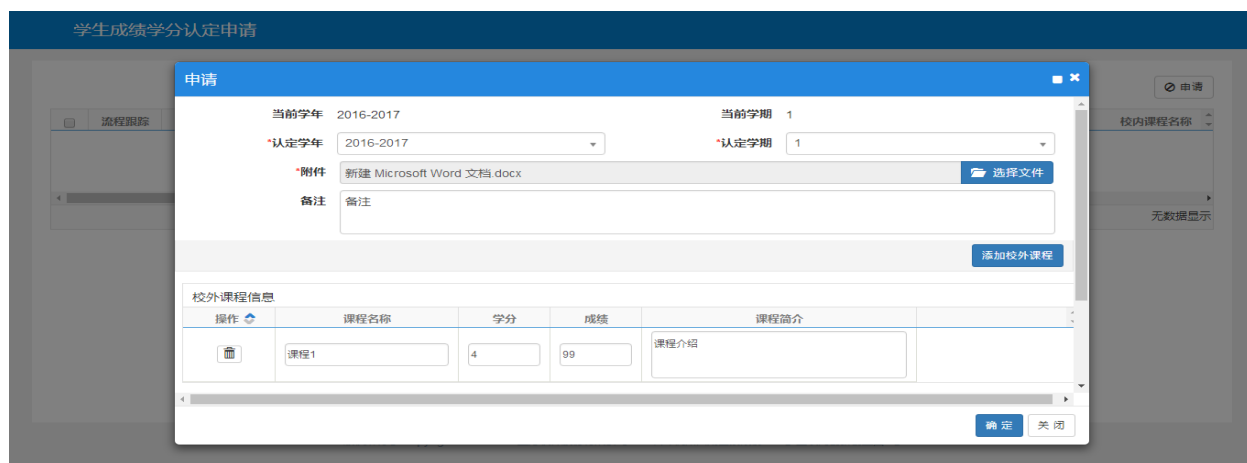 学生成绩学分认定申请
申请
申请
流程跟踪
校内课程名称
无数据显示
当前学年 2016-2017 当前学期 1
*认定学年 2016-2017 *认定学期 1
*附件 新建 Microsoft Word 文档.docx 选择文件
备注 备注
添加校外课程
校外课程信息
操作 课程名称 学分 成绩 课程简介
课程1 4 99 课程介绍
确定 关闭